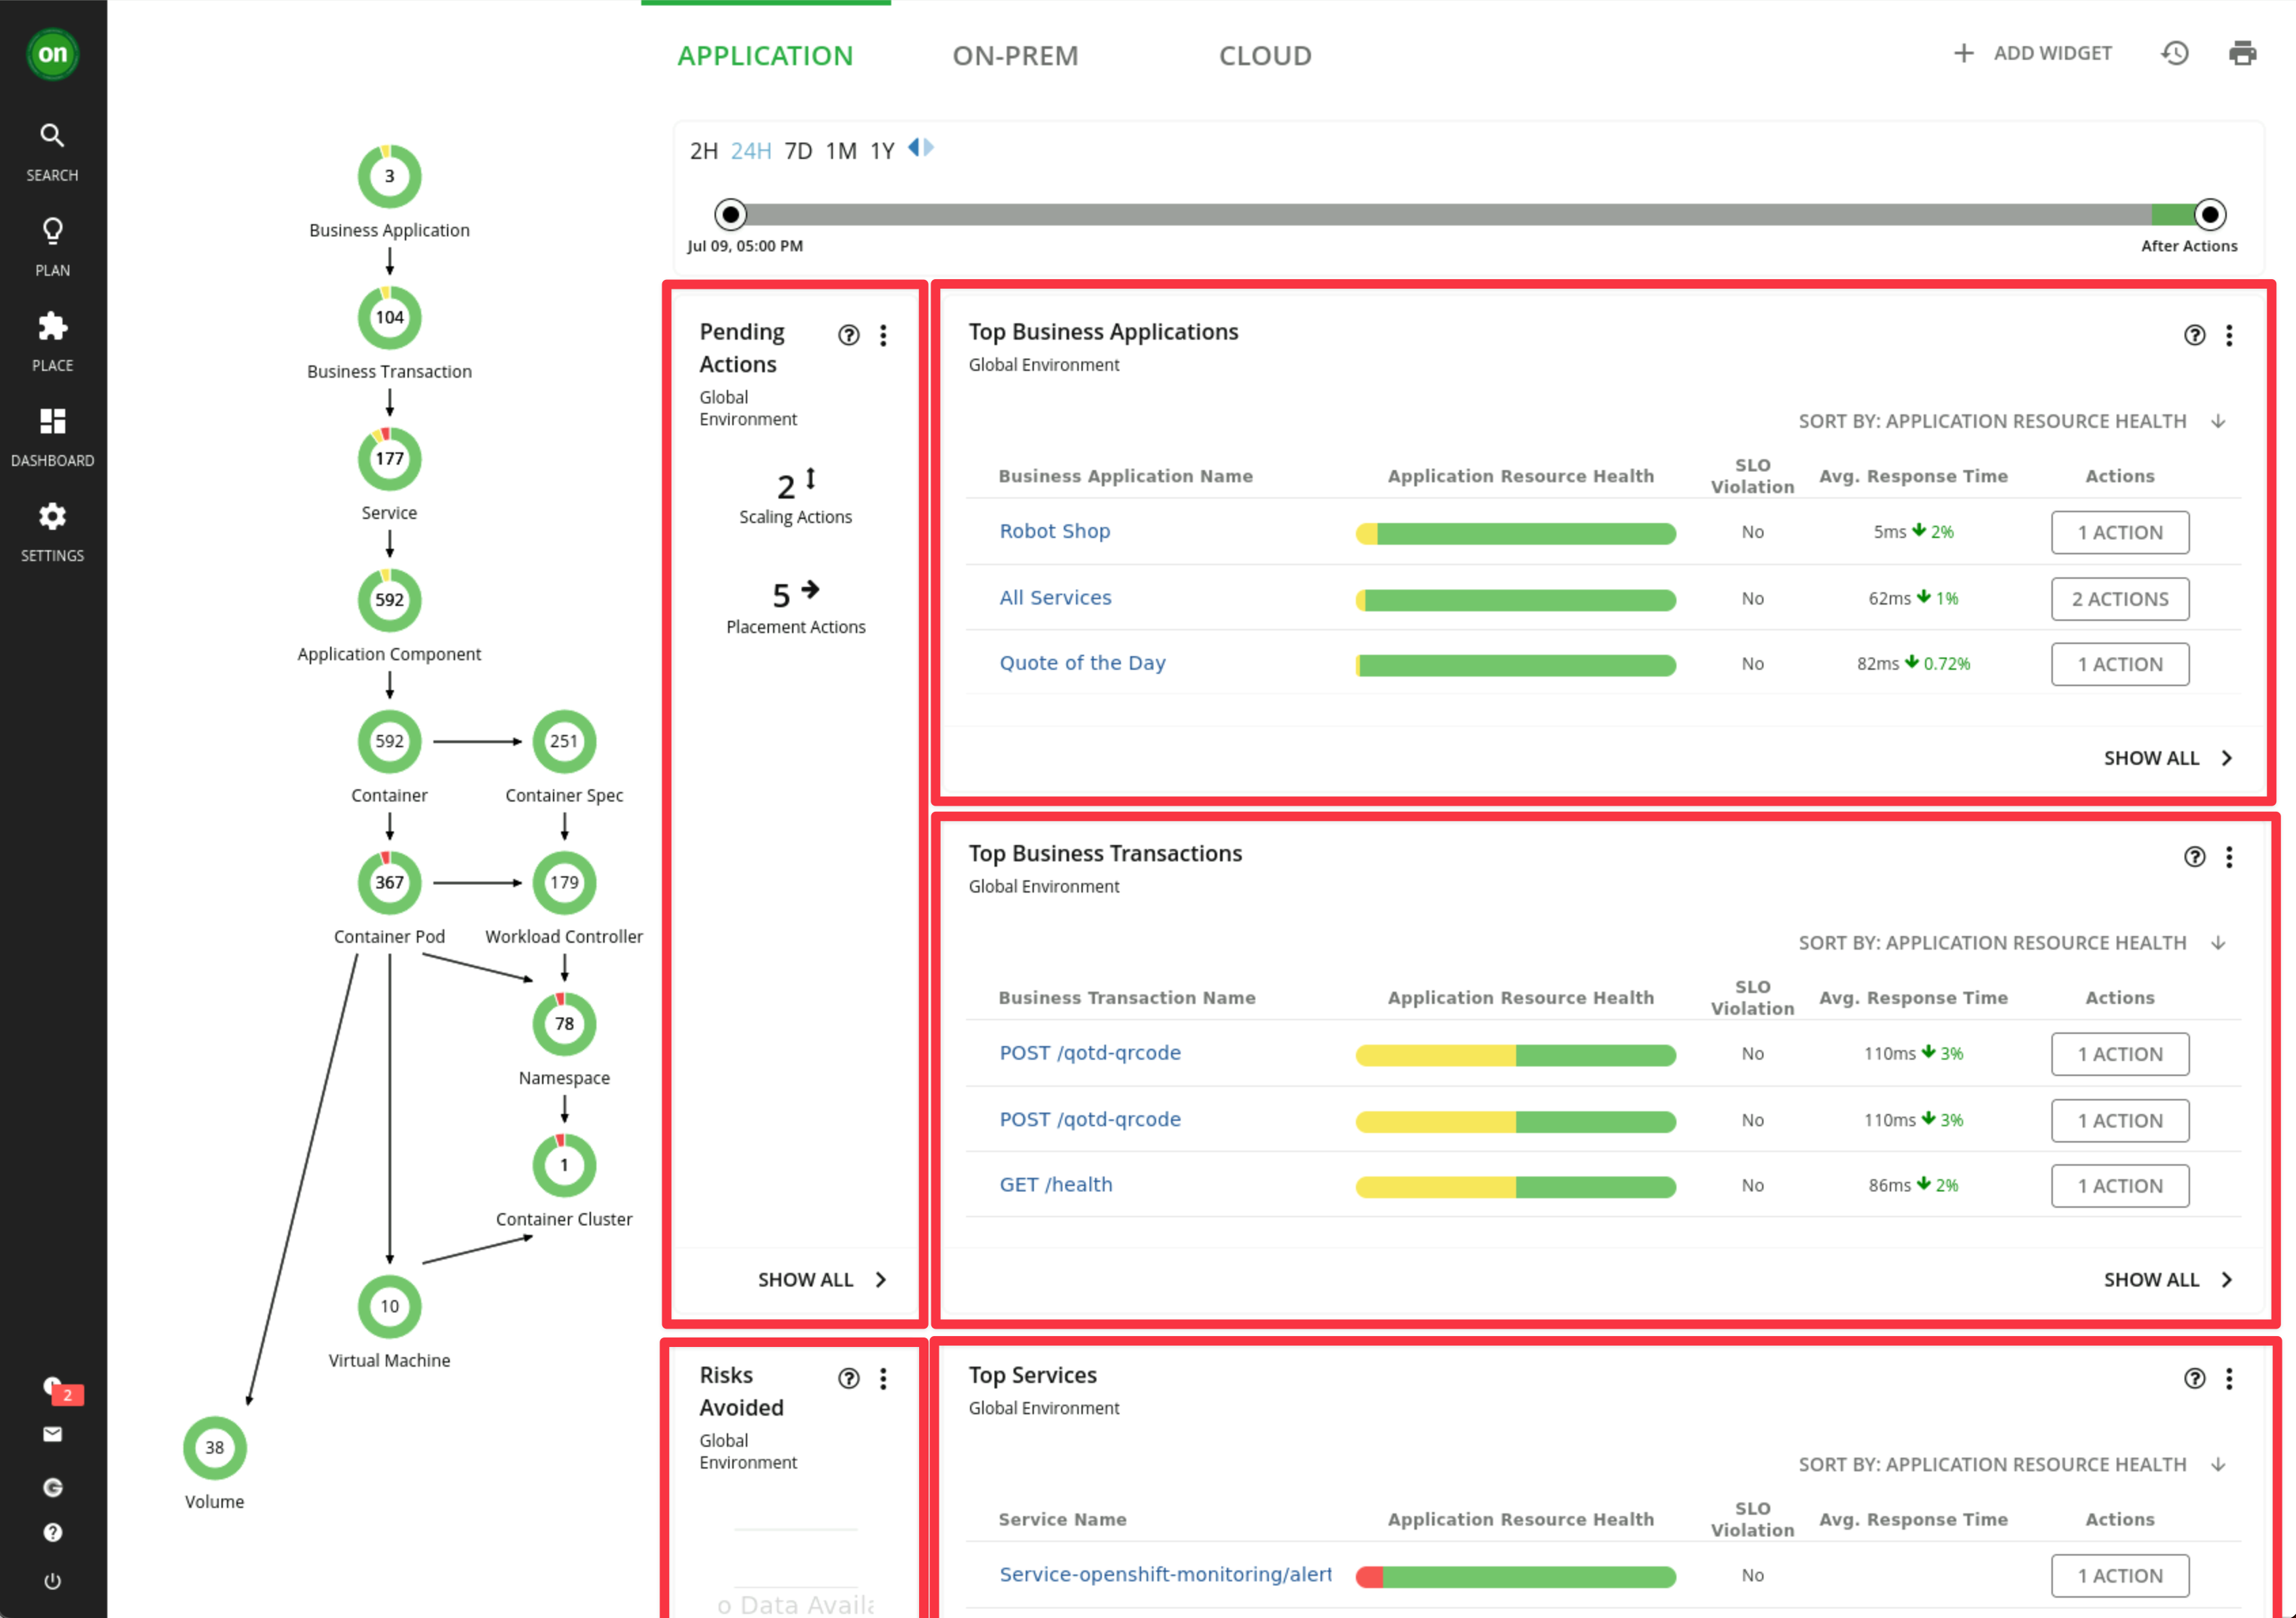 on
SEARCH
PLAN
PLACE
DASHBOARD
SETTINGS
2
3
Business Application
104
Business Transaction
177
Service
592
Application Component
592
251
Container
Container Spec
367
179
Container Pod
Workload Controller
78
Namespace
1
Container Cluster
10
Virtual Machine
38
Volume
APPLICATION
ON-PREM
CLOUD
+ ADD WIDGET
2H 24H 7D 1M 1Y
Jul 09, 05:00 PM
After Actions
Pending
Actions
Global
Environment
2
Scaling Actions
5
Placement Actions
SHOW ALL
Top Business Applications
Global Environment
SORT BY: APPLICATION RESOURCE HEALTH
Business Application Name Application Resource Health SLO Violation Avg. Response Time Actions
Robot Shop No 5ms 2% 1 ACTION
All Services No 62ms 1% 2 ACTIONS
Quote of the Day No 82ms 0.72% 1 ACTION
SHOW ALL
Top Business Transactions
Global Environment
SORT BY: APPLICATION RESOURCE HEALTH
Business Transaction Name Application Resource Health SLO Violation Avg. Response Time Actions
POST /qotd-qrcode No 110ms 3% 1 ACTION
POST /qotd-qrcode No 110ms 3% 1 ACTION
GET /health No 86ms 2% 1 ACTION
SHOW ALL
Risks
Avoided
Global
Environment
o Data Availa
Top Services
Global Environment
SORT BY: APPLICATION RESOURCE HEALTH
Service Name Application Resource Health SLO Violation Avg. Response Time Actions
Service-openshift-monitoring/alert No 1 ACTION